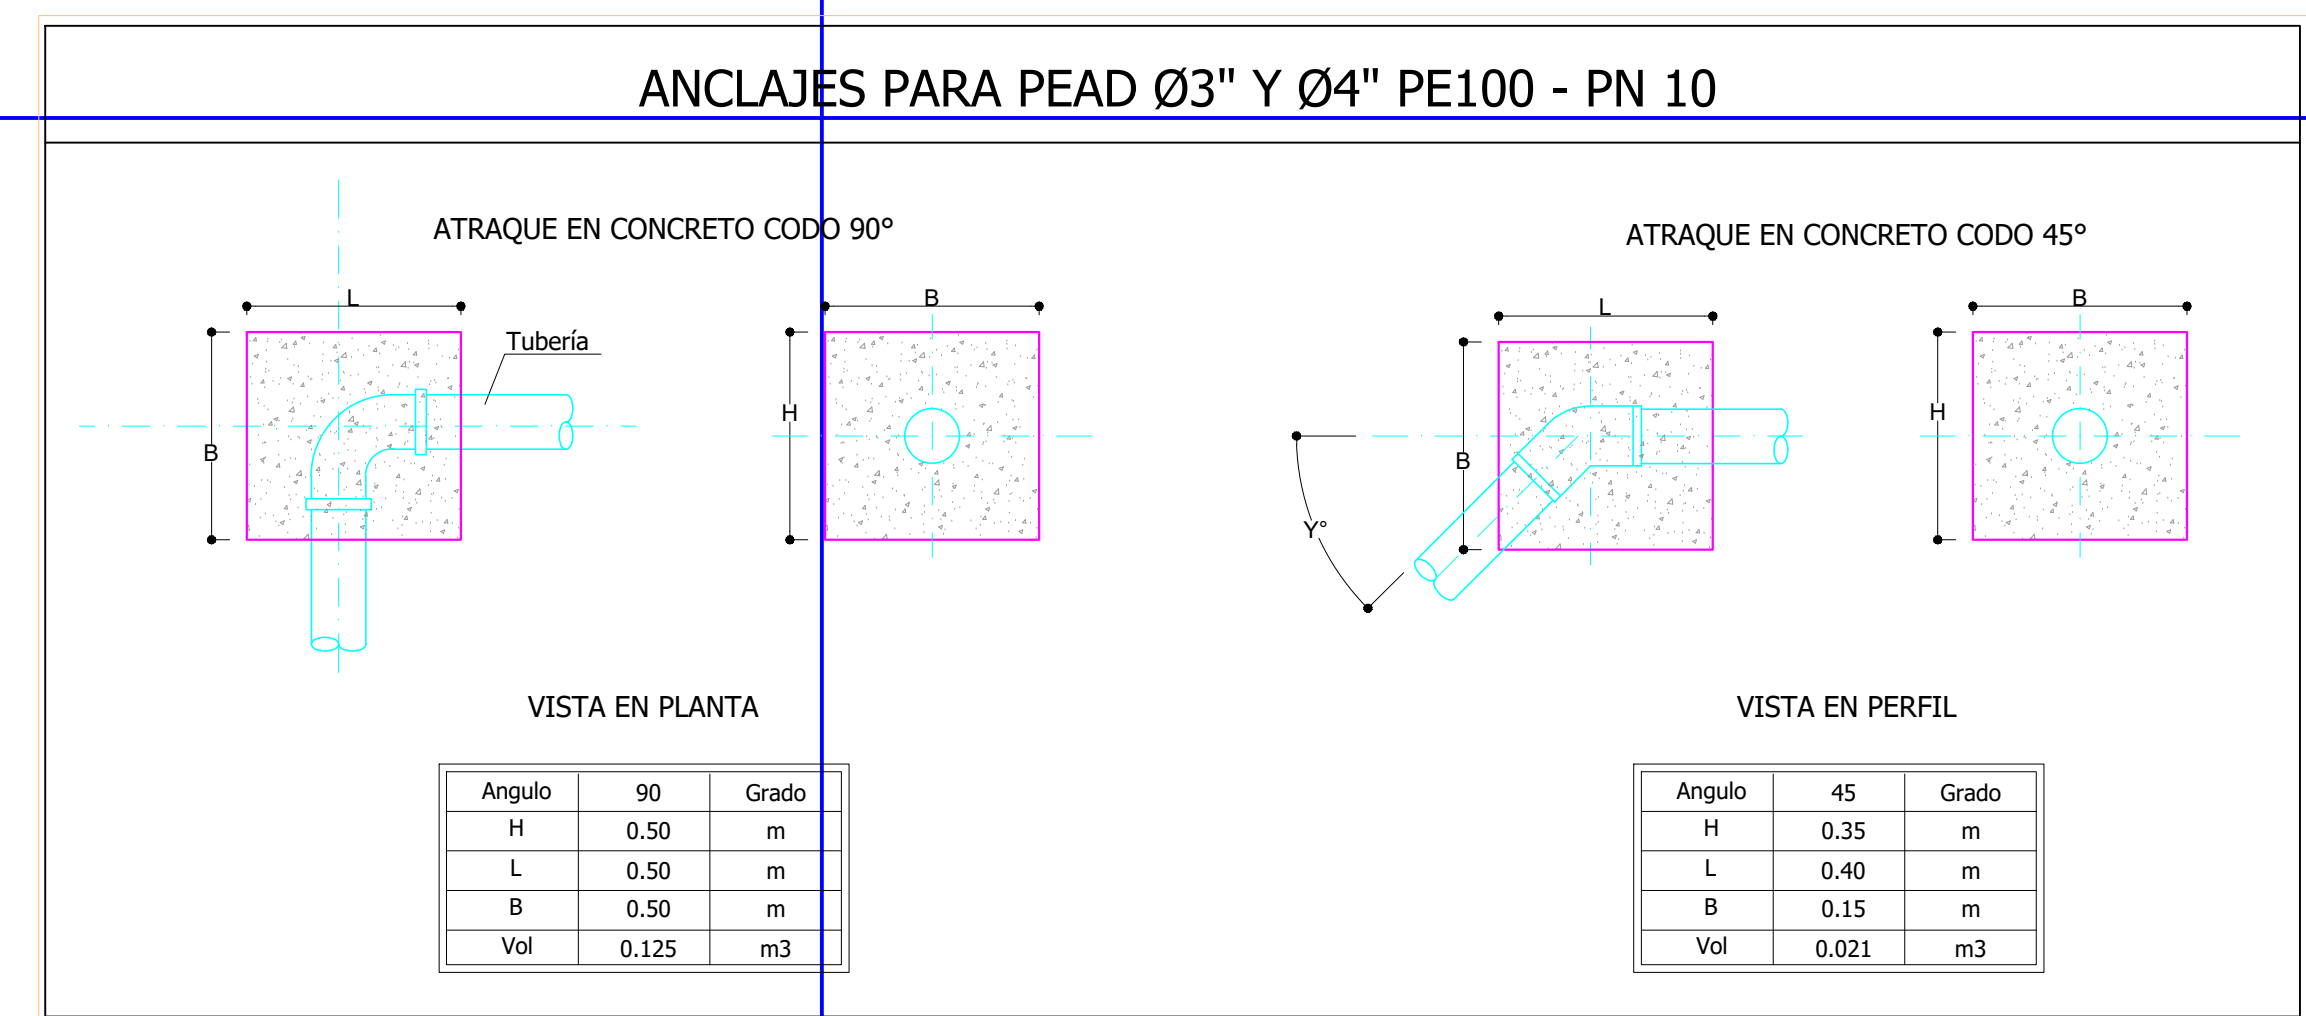 ANCLAJES PARA PEAD Ø3" Y Ø4" PE100 - PN 10
ATRAQUE EN CONCRETO CODO 90°
L
B
Tubería
B
H
VISTA EN PLANTA
Angulo 90 Grado
H 0.50 m
L 0.50 m
B 0.50 m
Vol 0.125 m3
ATRAQUE EN CONCRETO CODO 45°
L
B
Y°
B
H
VISTA EN PERFIL
Angulo 45 Grado
H 0.35 m
L 0.40 m
B 0.15 m
Vol 0.021 m3